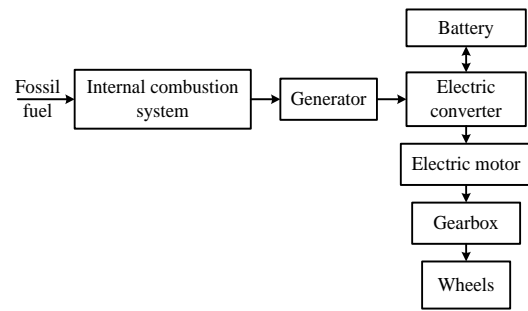 Battery
Fossil
fuel
Internal combustion
system
Generator
Electric
converter
Electric motor
Gearbox
Wheels